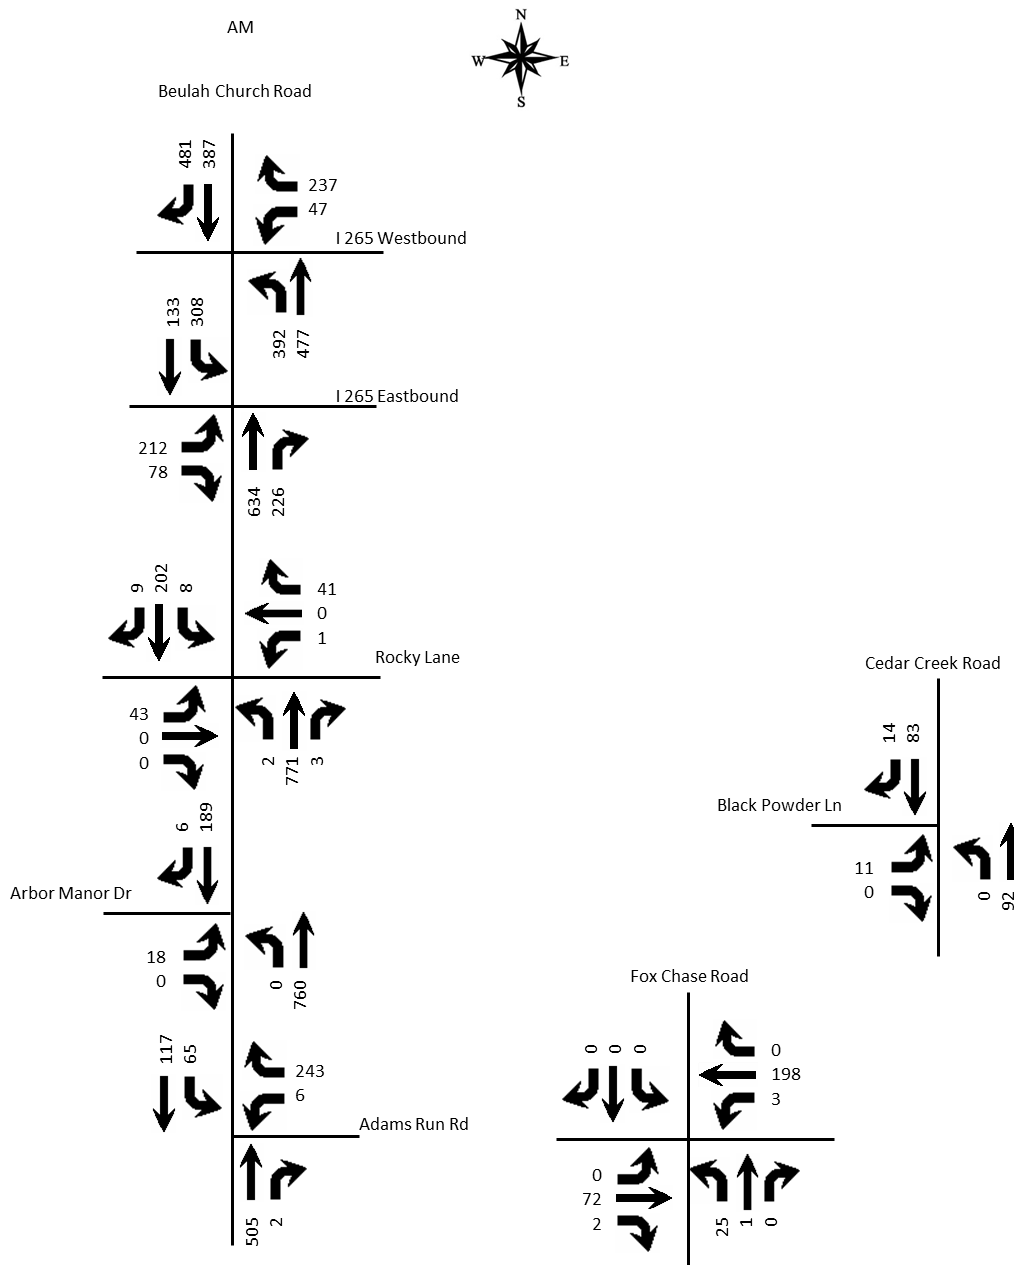 AM
N
W E
S
Beulah Church Road
481 387
237
47
I 265 Westbound
392 477
133 308
I 265 Eastbound
212
78
634 226
9 202 8
41
0
1
Rocky Lane
43
0
0
2 771 3
Cedar Creek Road
14 83
Black Powder Ln
11
0
0 92
6 189
Arbor Manor Dr
18
0
0 760
117 65
243
6
Adams Run Rd
505 2
Fox Chase Road
0 0 0
0
198
3
0
72
2
25 1 0